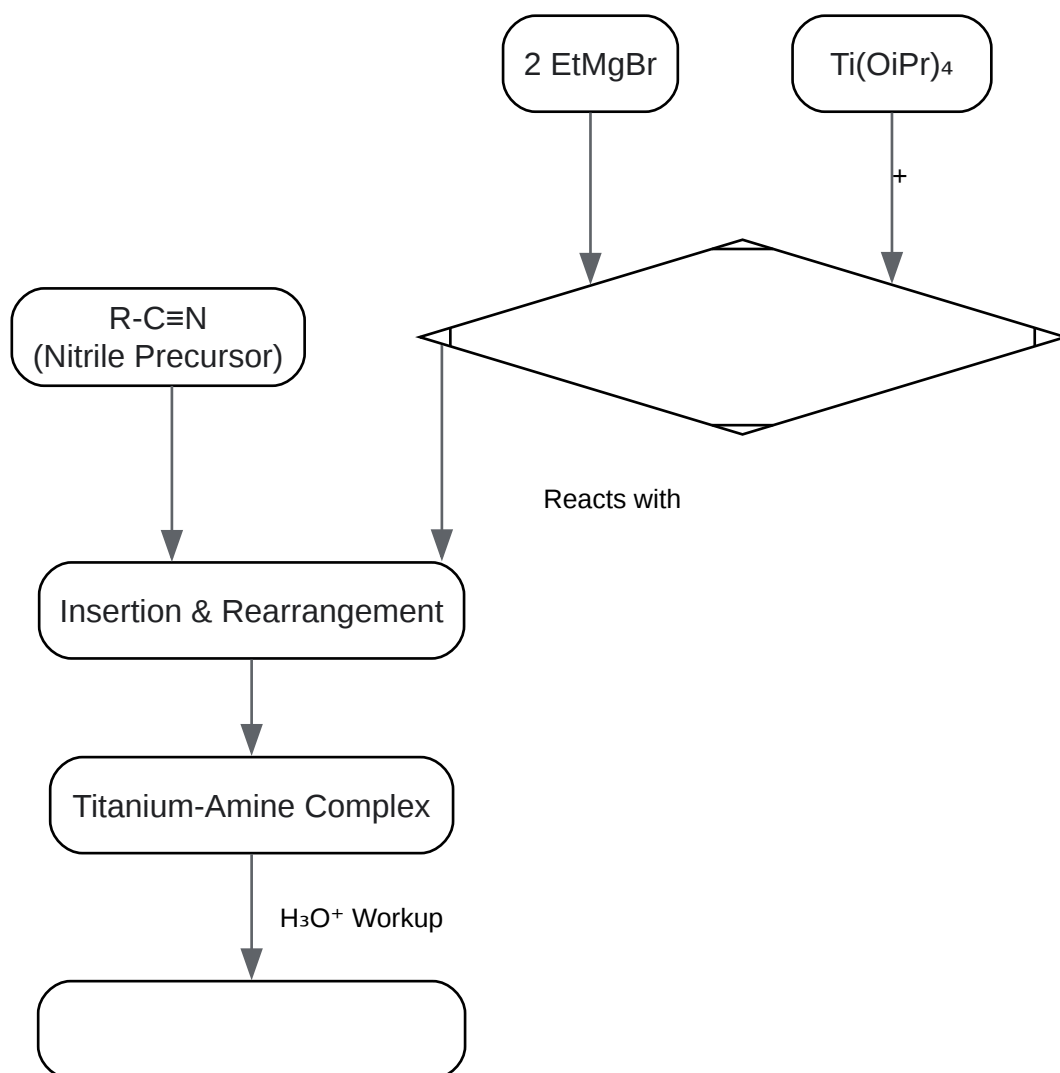 2 EtMgBr
Ti(OiPr)₄
+
R-C≡N
(Nitrile Precursor)
Reacts with
Insertion & Rearrangement
Titanium-Amine Complex
H₃O⁺ Workup